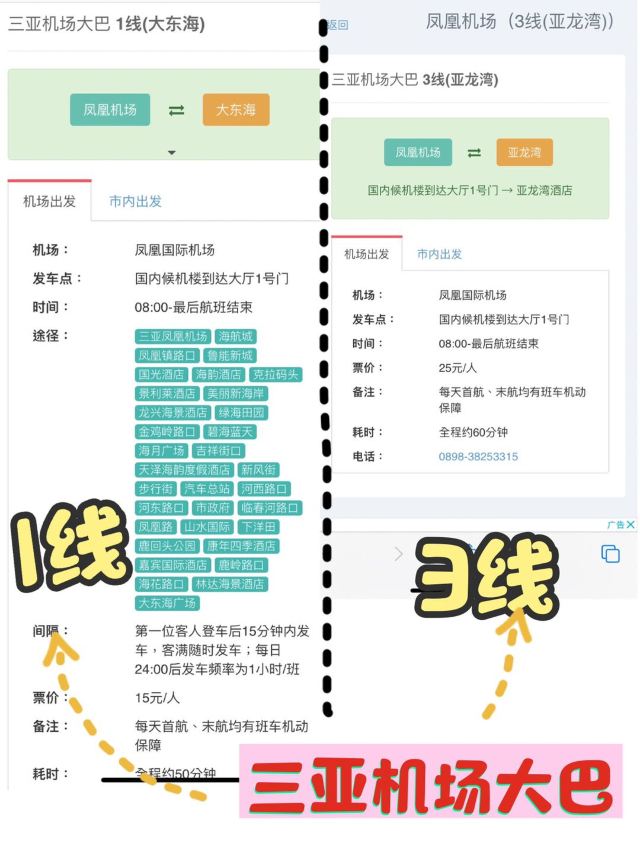 三亚机场大巴 1线(大东海)
凤凰机场 ⇌ 大东海
机场出发 市内出发
机场： 凤凰国际机场
发车点： 国内候机楼到达大厅1号门
时间： 08:00-最后航班结束
途径： 三亚凤凰机场 海航城
凤凰镇路口 鲁能新城
国光酒店 海韵酒店 克拉码头
景利莱酒店 美丽新海岸
龙兴海景酒店 绿海田园
金鸡岭路口 碧海蓝天
海月广场 吉祥街口
天泽海韵度假酒店 新风街
步行街 汽车总站 河西路口
河东路口 市政府 临春河路口
凤凰路 山水国际 下洋田
鹿回头公园 康年四季酒店
嘉宾国际酒店 鹿岭路口
海花路口 林达海景酒店
大东海广场
间隔： 第一位客人登车后15分钟内发
车，客满随时发车；每日
24:00后发车频率为1小时/班
票价： 15元/人
备注： 每天首航、末航均有班车机动
保障
耗时： 全程约50分钟
1线
返回
凤凰机场（3线(亚龙湾)）
三亚机场大巴 3线(亚龙湾)
凤凰机场 ⇌ 亚龙湾
国内候机楼到达大厅1号门 → 亚龙湾酒店
机场出发 市内出发
机场： 凤凰国际机场
发车点： 国内候机楼到达大厅1号门
时间： 08:00-最后航班结束
票价： 25元/人
备注： 每天首航、末航均有班车机动
保障
耗时： 全程约60分钟
电话： 0898-38253315
广告
3线
三亚机场大巴